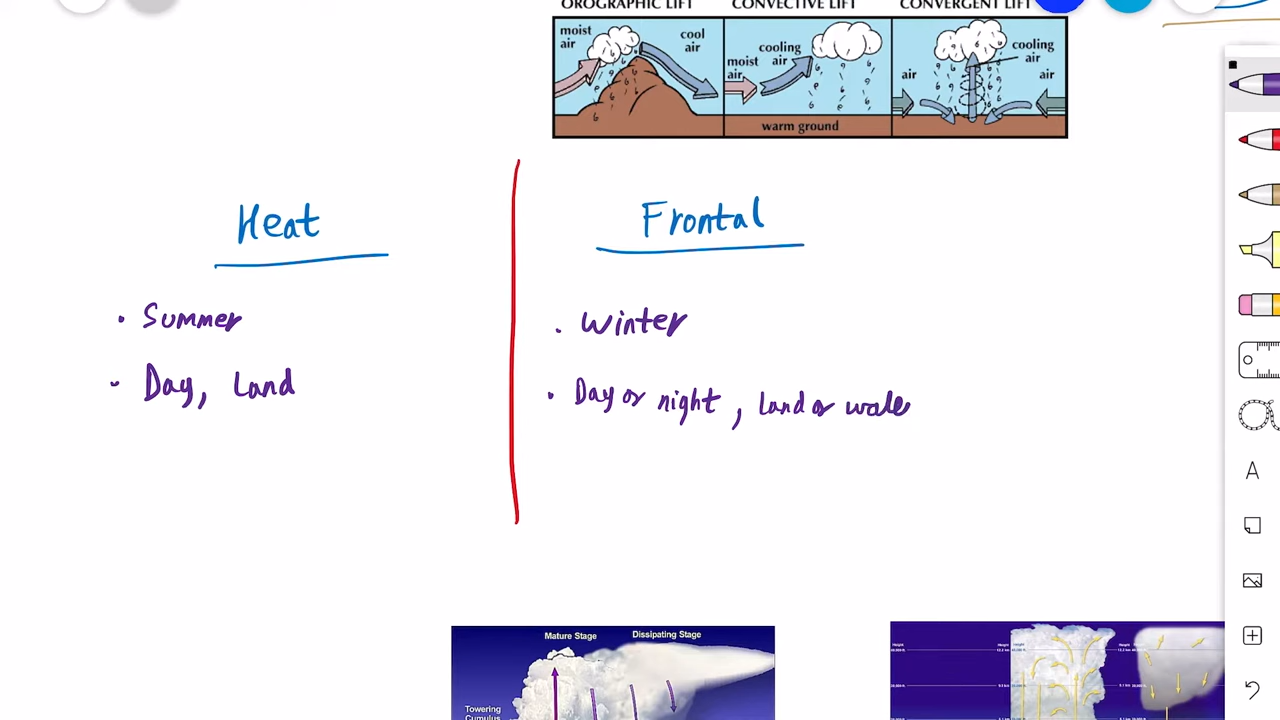 OROGRAPHIC LIFT
CONVECTIVE LIFT
CONVERGENT LIFT
moist air
cool air
moist air
cooling air
warm ground
air
cooling air
air
Heat
Frontal
• Summer
• Winter
• Day, Land
• Day or night, land or
Mature Stage
Dissipating Stage
Towering
Cumulus
A